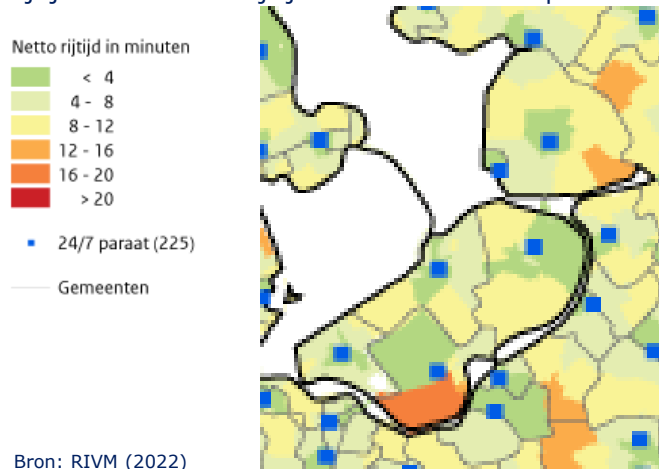 Netto rijtijd in minuten
< 4
4 - 8
8 - 12
12 - 16
16 - 20
> 20
24/7 paraat (225)
Gemeenten
Bron: RIVM (2022)